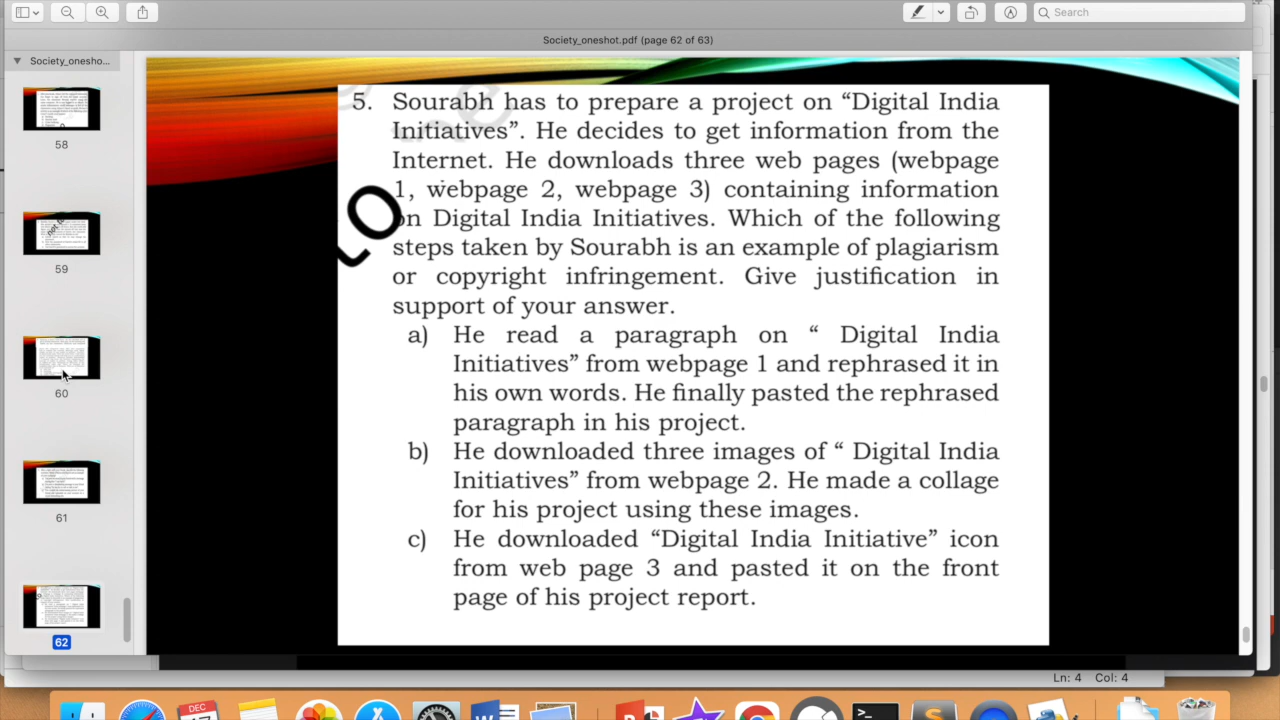 Search
Society_oneshot.pdf (page 62 of 63)
Society_onesho...
58
59
60
61
62
5. Sourabh has to prepare a project on “Digital India
Initiatives”. He decides to get information from the
Internet. He downloads three web pages (webpage
1, webpage 2, webpage 3) containing information
on Digital India Initiatives. Which of the following
steps taken by Sourabh is an example of plagiarism
or copyright infringement. Give justification in
support of your answer.
a) He read a paragraph on “ Digital India
Initiatives” from webpage 1 and rephrased it in
his own words. He finally pasted the rephrased
paragraph in his project.
b) He downloaded three images of “ Digital India
Initiatives” from webpage 2. He made a collage
for his project using these images.
c) He downloaded “Digital India Initiative” icon
from web page 3 and pasted it on the front
page of his project report.
Ln: 4 Col: 4
DEC